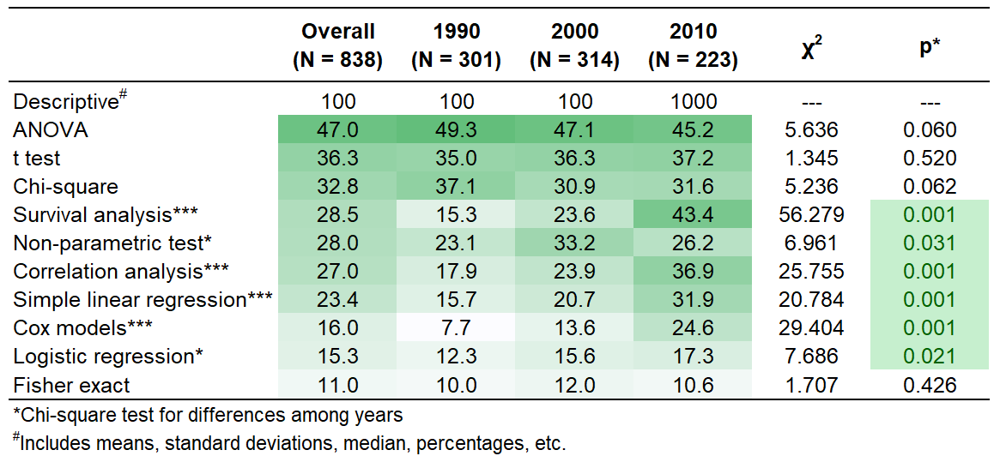 Overall 1990 2000 2010 χ2 p*
(N = 838) (N = 301) (N = 314) (N = 223)
Descriptive# 100 100 100 1000 --- ---
ANOVA 47.0 49.3 47.1 45.2 5.636 0.060
t test 36.3 35.0 36.3 37.2 1.345 0.520
Chi-square 32.8 37.1 30.9 31.6 5.236 0.062
Survival analysis*** 28.5 15.3 23.6 43.4 56.279 0.001
Non-parametric test* 28.0 23.1 33.2 26.2 6.961 0.031
Correlation analysis*** 27.0 17.9 23.9 36.9 25.755 0.001
Simple linear regression*** 23.4 15.7 20.7 31.9 20.784 0.001
Cox models*** 16.0 7.7 13.6 24.6 29.404 0.001
Logistic regression* 15.3 12.3 15.6 17.3 7.686 0.021
Fisher exact 11.0 10.0 12.0 10.6 1.707 0.426
*Chi-square test for differences among years
#Includes means, standard deviations, median, percentages, etc.